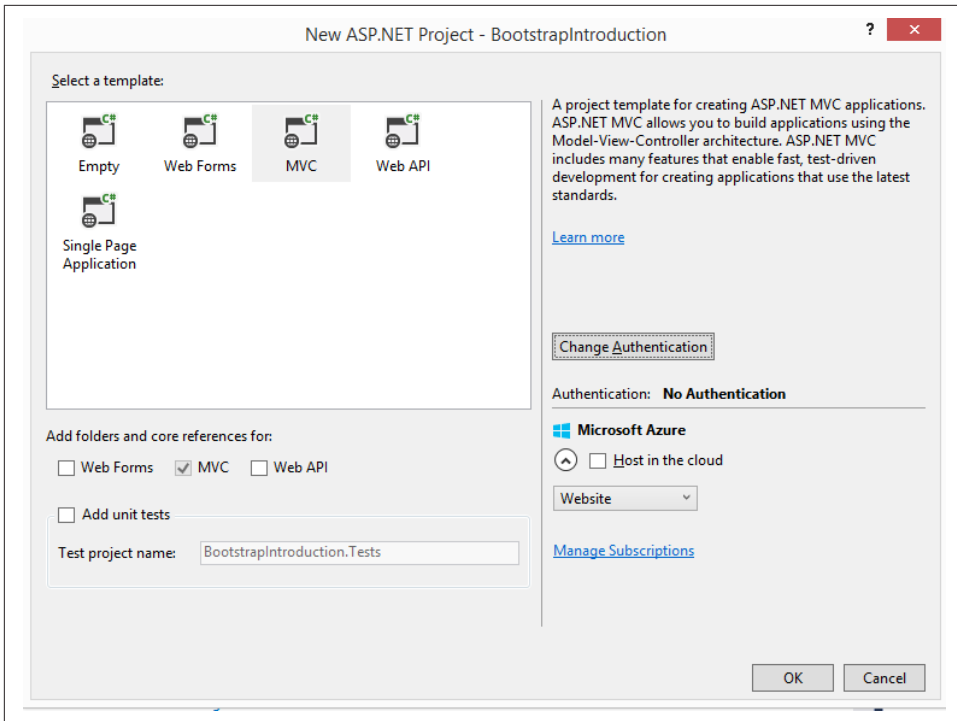 New ASP.NET Project - BootstrapIntroduction
?
Select a template:
C# C# C# C#
Empty Web Forms MVC Web API
C#
Single Page
Application
A project template for creating ASP.NET MVC applications.
ASP.NET MVC allows you to build applications using the
Model-View-Controller architecture. ASP.NET MVC
includes many features that enable fast, test-driven
development for creating applications that use the latest
standards.
Learn more
Change Authentication
Authentication: No Authentication
Add folders and core references for:
Web Forms MVC Web API
Add unit tests
Test project name: BootstrapIntroduction.Tests
Microsoft Azure
Host in the cloud
Website
Manage Subscriptions
OK Cancel